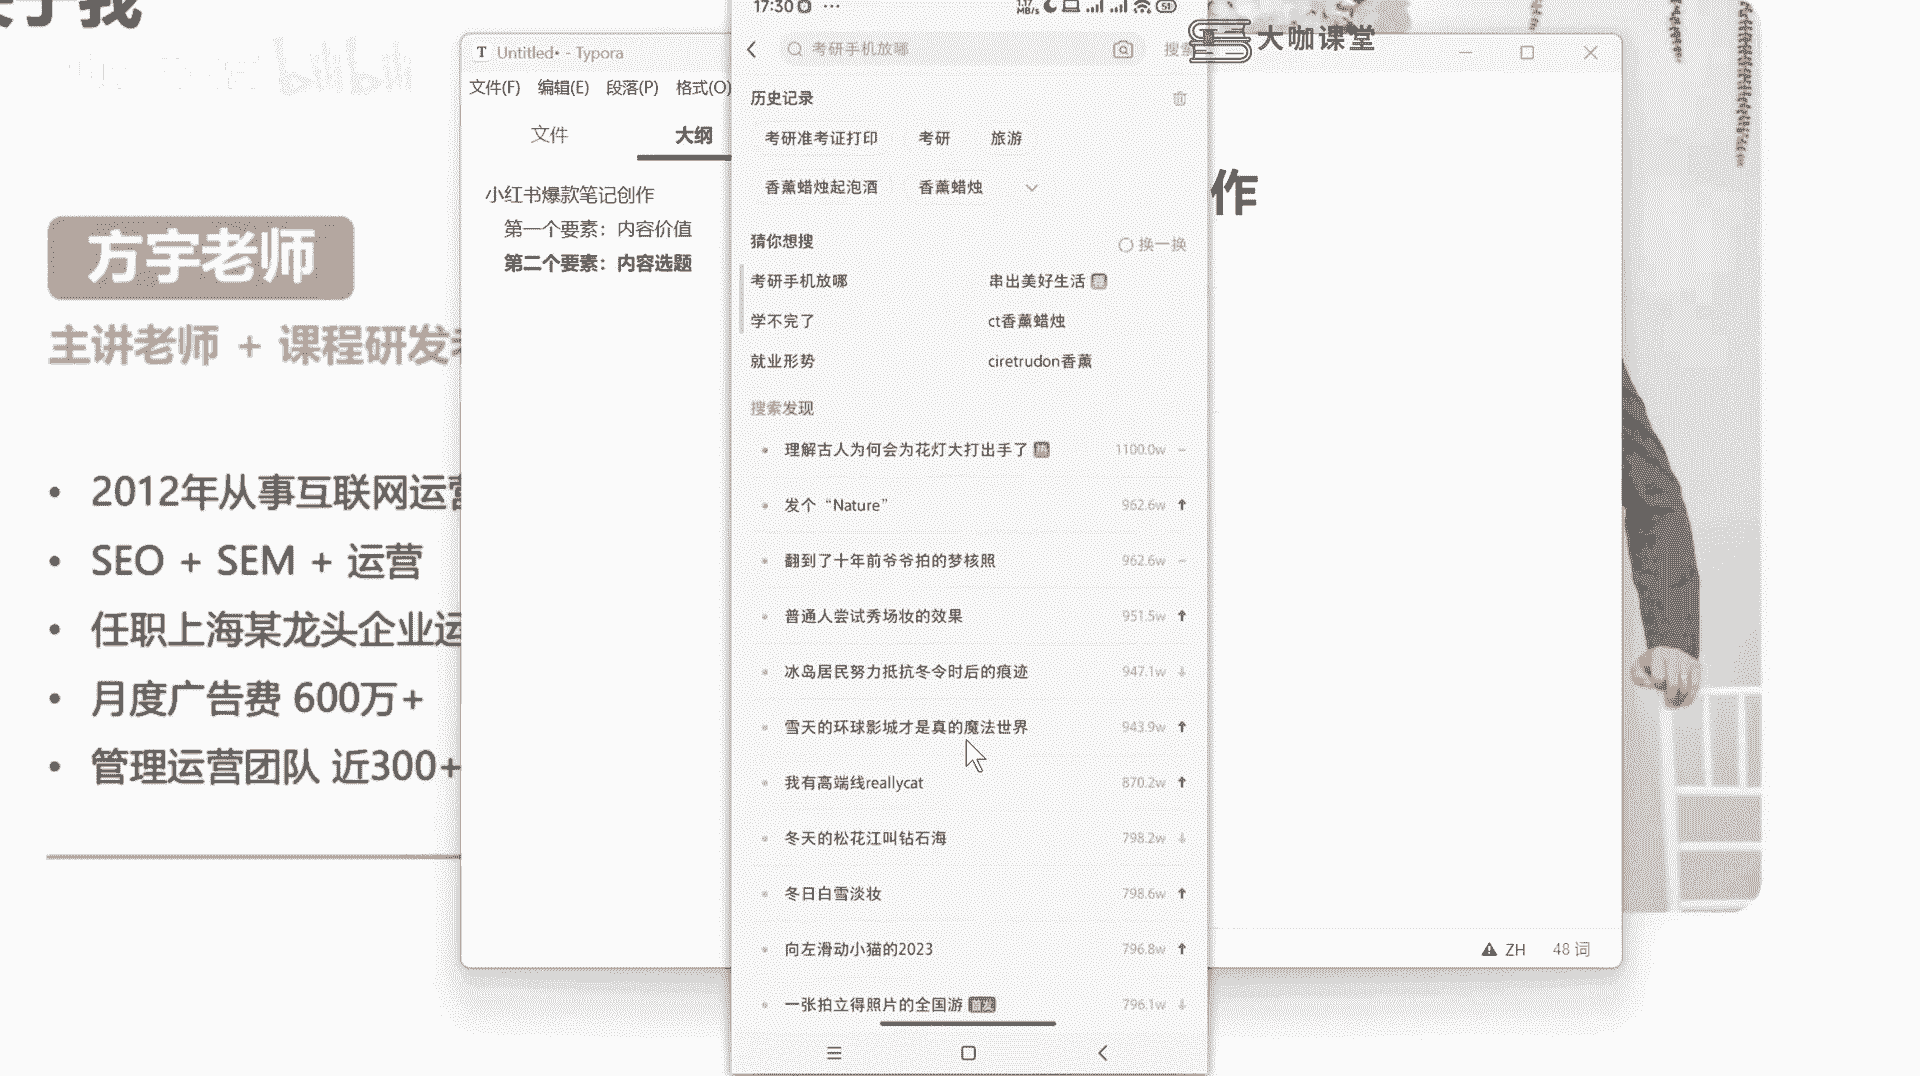 bilibili
方宇老师
主讲老师 + 课程研发
2012年从事互联网运营
SEO + SEM + 运营
任职上海某龙头企业运
月度广告费 600万+
管理运营团队 近300+
T Untitled• - Typora
文件(F) 编辑(E) 段落(P) 格式(O)
文件 大纲
小红书爆款笔记创作
第一个要素：内容价值
第二个要素：内容选题
作
ZH 48 词
大咖课堂
17:30
1.17 MB/s 51
考研手机放哪 搜索
历史记录
考研准考证打印 考研 旅游
香薰蜡烛起泡酒 香薰蜡烛
猜你想搜 换一换
考研手机放哪 串出美好生活
学不完了 ct香薰蜡烛
就业形势 ciretrudon香薰
搜索发现
理解古人为何会为花灯大打出手了 热 1100.0w
发个“Nature” 962.6w
翻到了十年前爷爷拍的梦核照 962.6w
普通人尝试秀场妆的效果 951.5w
冰岛居民努力抵抗冬令时后的痕迹 947.1w
雪天的环球影城才是真的魔法世界 943.9w
我有高端线reallycat 870.2w
冬天的松花江叫钻石海 798.2w
冬日白雪淡妆 798.6w
向左滑动小猫的2023 796.8w
一张拍立得照片的全国游 首发 796.1w